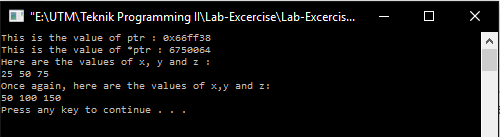 "E:\UTM\Teknik Programming II\Lab-Excercise\Lab-Excercis...
This is the value of ptr : 0x66ff38
This is the value of *ptr : 6750064
Here are the values of x, y and z :
25 50 75
Once again, here are the values of x,y and z:
50 100 150
Press any key to continue . . .